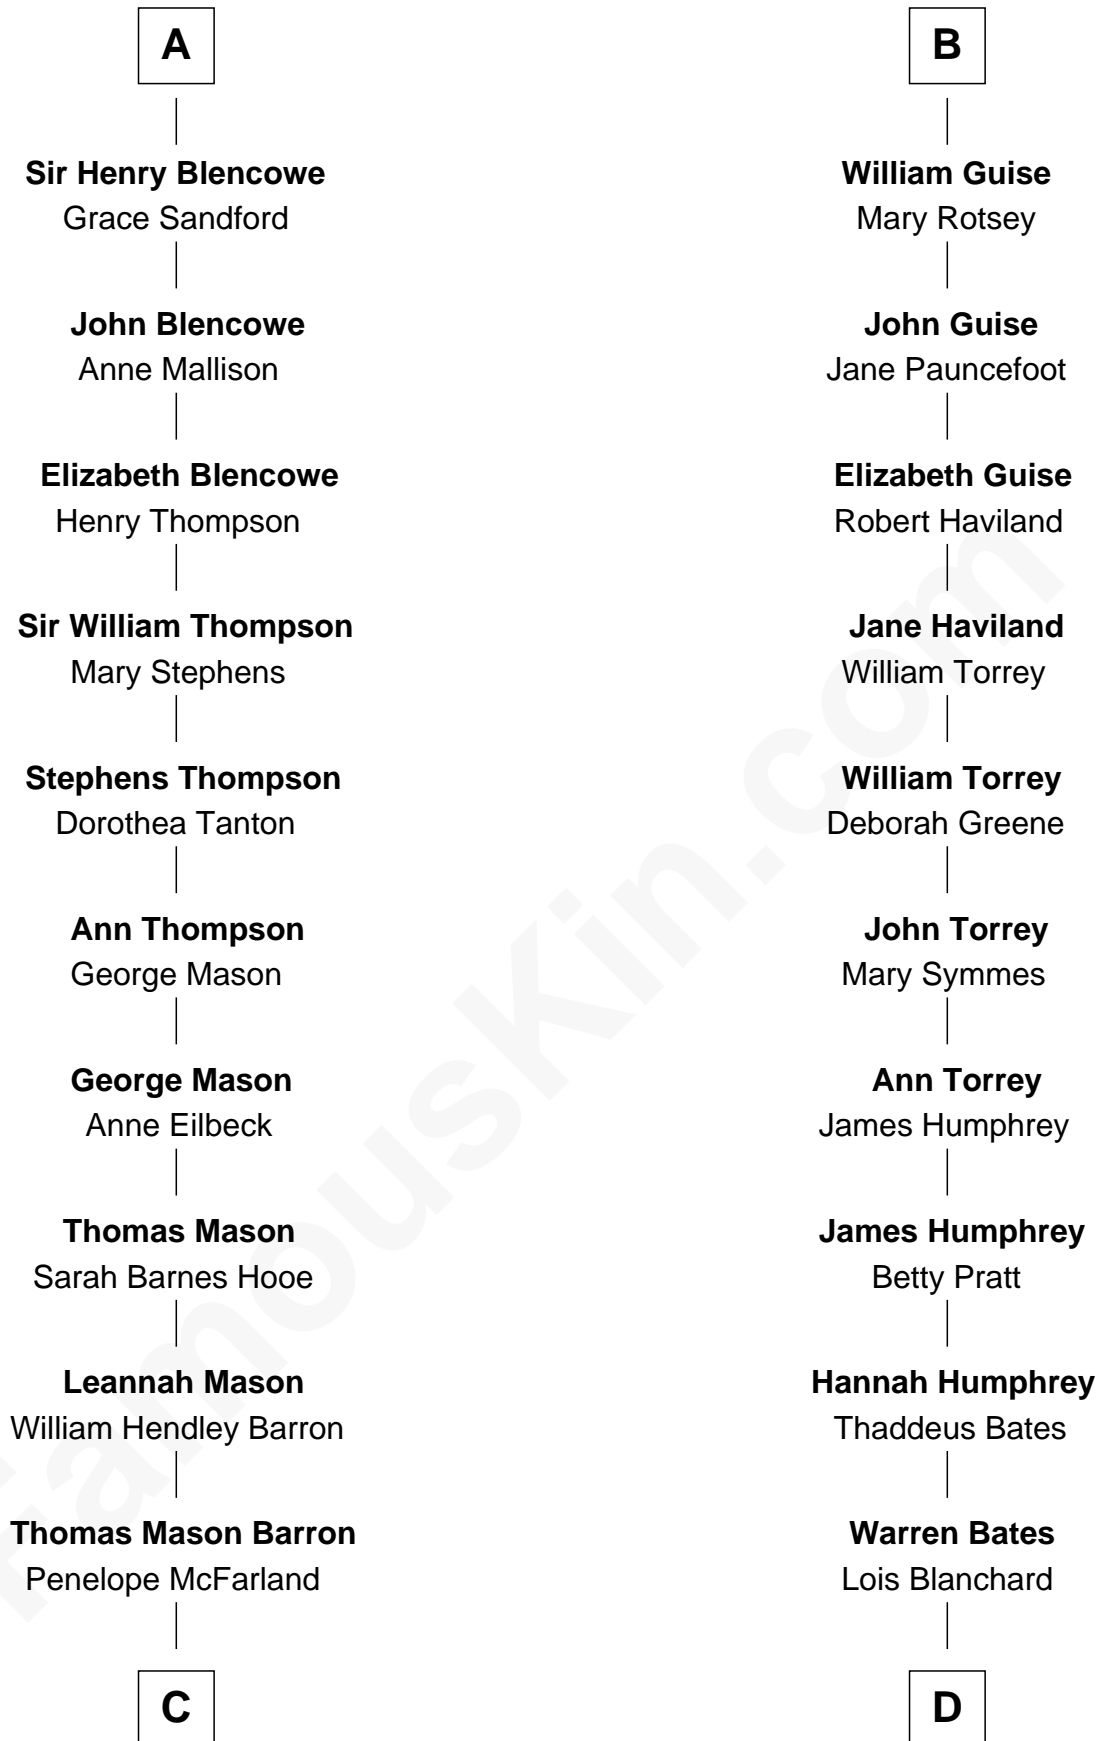 A
Sir Henry Blencowe
Grace Sandford
John Blencowe
Anne Mallison
Elizabeth Blencowe
Henry Thompson
Sir William Thompson
Mary Stephens
Stephens Thompson
Dorothea Tanton
Ann Thompson
George Mason
George Mason
Anne Eilbeck
Thomas Mason
Sarah Barnes Hooe
Leannah Mason
William Hendley Barron
Thomas Mason Barron
Penelope McFarland
C
B
William Guise
Mary Rotsey
John Guise
Jane Pauncefoot
Elizabeth Guise
Robert Haviland
Jane Haviland
William Torrey
William Torrey
Deborah Greene
John Torrey
Mary Symmes
Ann Torrey
James Humphrey
James Humphrey
Betty Pratt
Hannah Humphrey
Thaddeus Bates
Warren Bates
Lois Blanchard
D
FamousKin.com